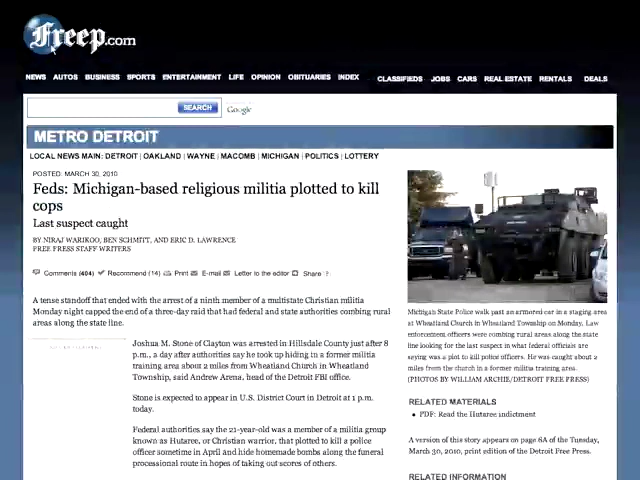 Freep.com
NEWS AUTOS BUSINESS SPORTS ENTERTAINMENT LIFE OPINION OBITUARIES INDEX CLASSIFIEDS JOBS CARS REAL ESTATE RENTALS DEALS
SEARCH Google
METRO DETROIT
LOCAL NEWS MAIN: DETROIT | OAKLAND | WAYNE | MACOMB | MICHIGAN | POLITICS | LOTTERY
POSTED: MARCH 30, 2010
Feds: Michigan-based religious militia plotted to kill
cops
Last suspect caught
BY NIRAJ WARIKOO, BEN SCHMITT, AND ERIC D. LAWRENCE
FREE PRESS STAFF WRITERS
Comments (404) Recommend (14) Print E-mail Letter to the editor Share ?
A tense standoff that ended with the arrest of a ninth member of a multistate Christian militia
Monday night capped the end of a three-day raid that had federal and state authorities combing rural
areas along the state line.
Joshua M. Stone of Clayton was arrested in Hillsdale County just after 8
p.m., a day after authorities say he took up hiding in a former militia
training area about 2 miles from Wheatland Church in Wheatland
Township, said Andrew Arena, head of the Detroit FBI office.
Stone is expected to appear in U.S. District Court in Detroit at 1 p.m.
today.
Federal authorities say the 21-year-old was a member of a militia group
known as Hutaree, or Christian warrior, that plotted to kill a police
officer sometime in April and hide homemade bombs along the funeral
processional route in hopes of taking out scores of others.
Michigan State Police walk past an armored car in a staging area
at Wheatland Church in Wheatland Township on Monday. Law
enforcement officers were combing rural areas along the state
line looking for the last suspect in what federal officials are
saying was a plot to kill police officers. He was caught about 2
miles from the church in a former militia training area.
(PHOTOS BY WILLIAM ARCHIE/DETROIT FREE PRESS)
RELATED MATERIALS
• PDF: Read the Hutaree indictment
A version of this story appears on page 6A of the Tuesday,
March 30, 2010, print edition of the Detroit Free Press.
RELATED INFORMATION